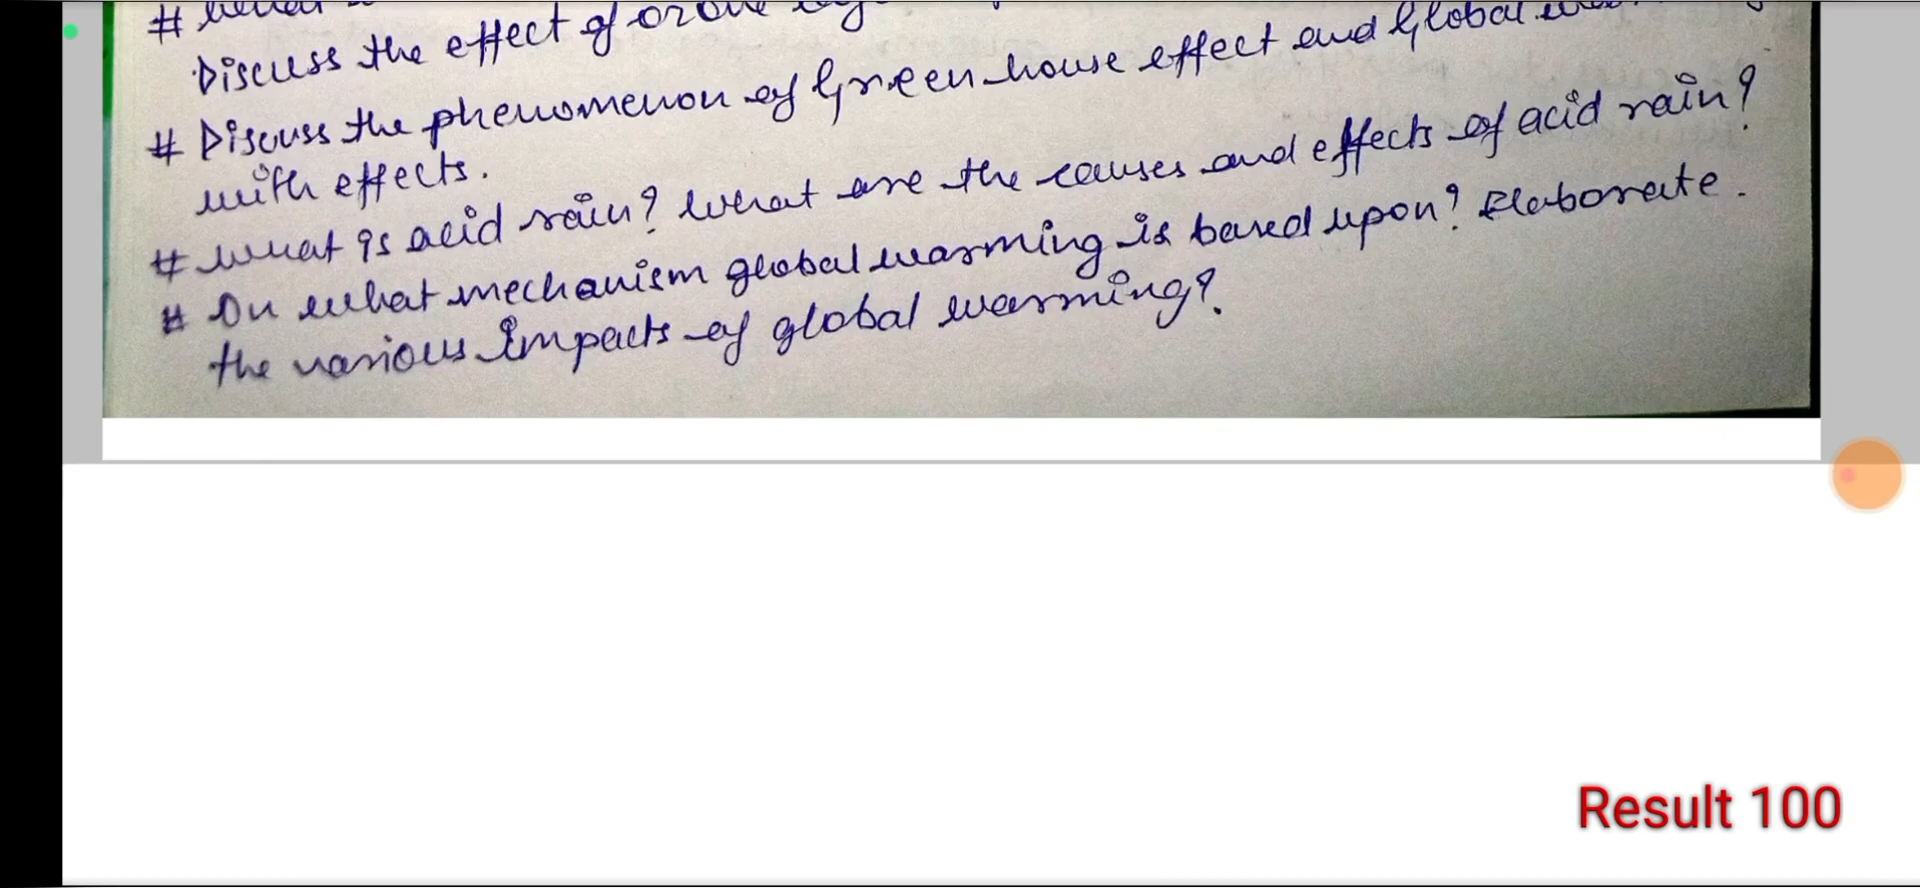 #
Discuss the effect of ozone
# Discuss the phenomenon of Green house effect and Global
with effects.
# What is acid rain? What are the causes and effects of acid rain?
# On what mechanism global warming is based upon? Elaborate.
the various impacts of global warming?
Result 100